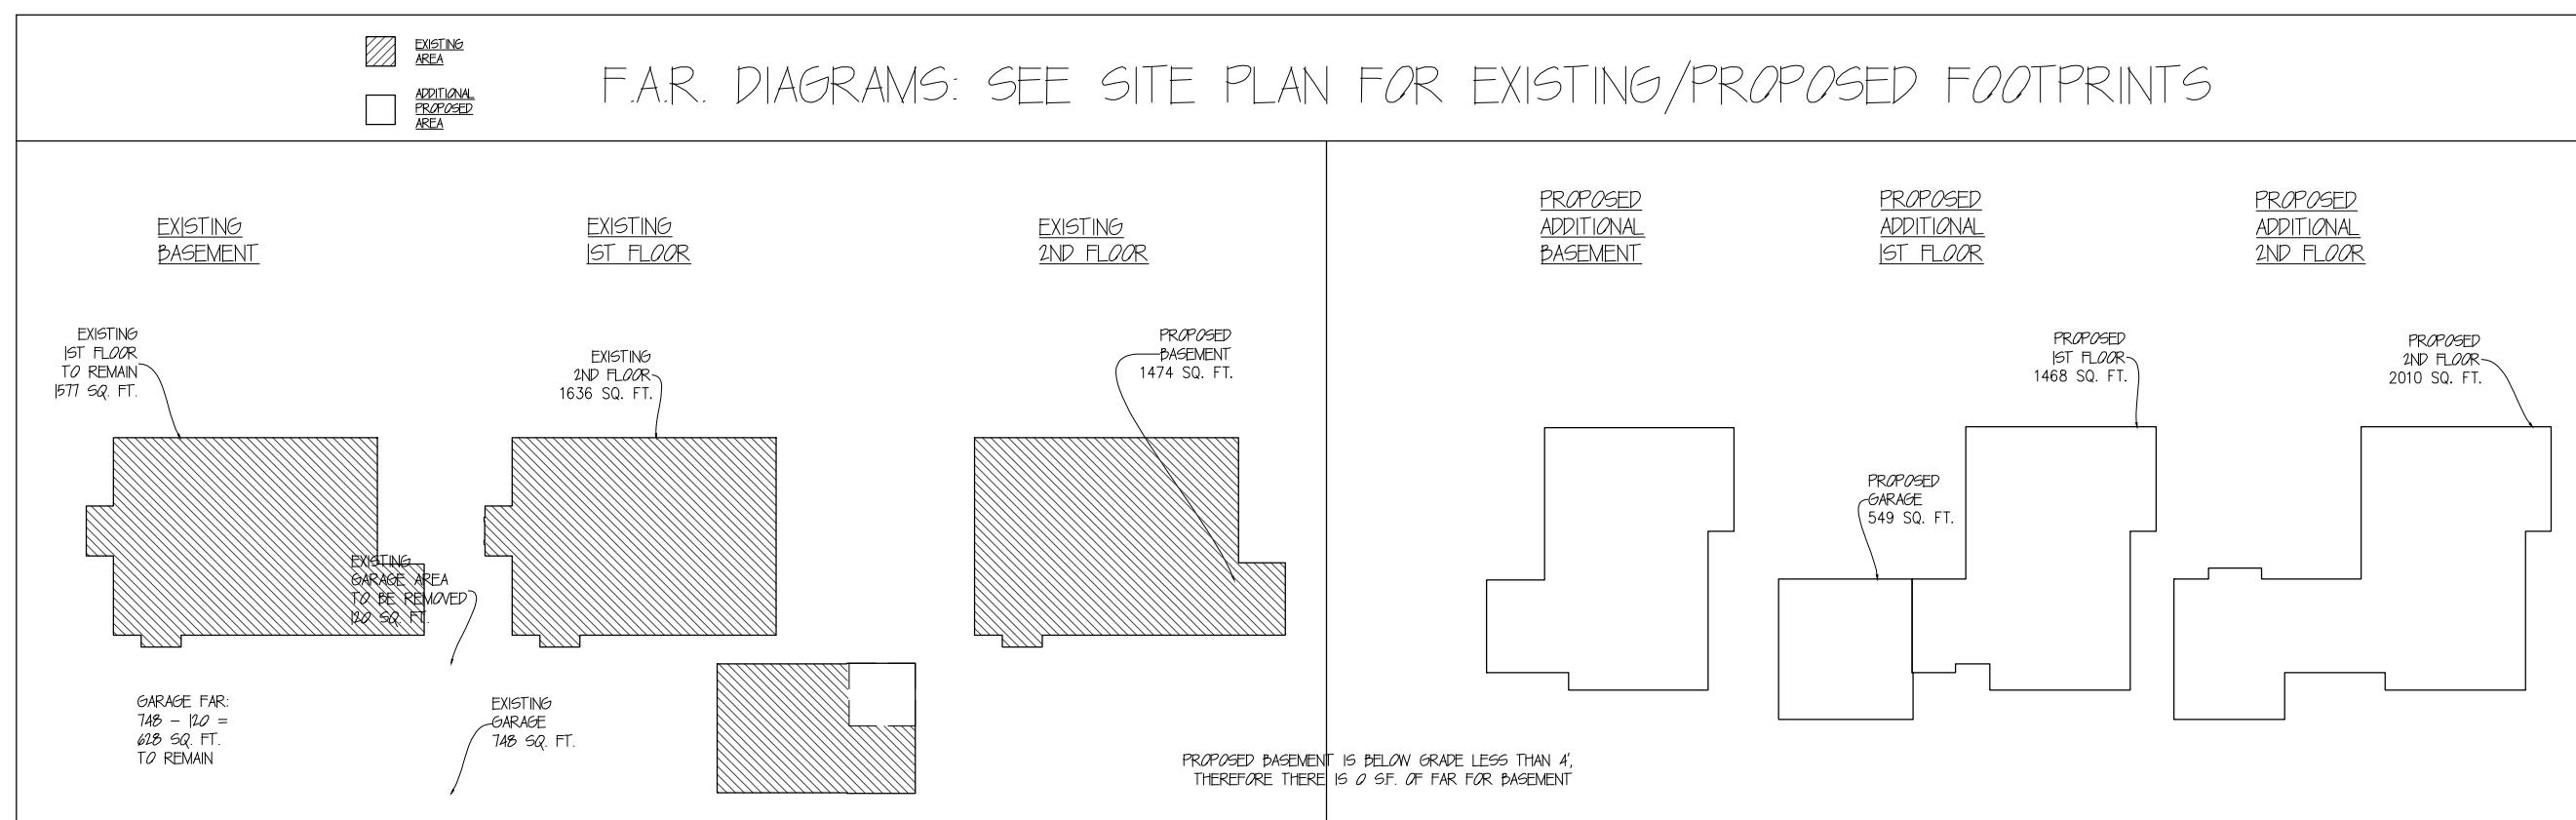 EXISTING
AREA
ADDITIONAL
PROPOSED
AREA
F.A.R. DIAGRAMS: SEE SITE PLAN FOR EXISTING/PROPOSED FOOTPRINTS
EXISTING
BASEMENT
EXISTING
1ST FLOOR
EXISTING
2ND FLOOR
PROPOSED
ADDITIONAL
BASEMENT
PROPOSED
ADDITIONAL
1ST FLOOR
PROPOSED
ADDITIONAL
2ND FLOOR
EXISTING
1ST FLOOR
TO REMAIN
1577 SQ. FT.
EXISTING
2ND FLOOR
1636 SQ. FT.
PROPOSED
BASEMENT
1474 SQ. FT.
PROPOSED
1ST FLOOR
1468 SQ. FT.
PROPOSED
2ND FLOOR
2010 SQ. FT.
PROPOSED
GARAGE
549 SQ. FT.
EXISTING
GARAGE AREA
TO BE REMOVED
120 SQ. FT.
GARAGE FAR:
748 - 120 =
628 SQ. FT.
TO REMAIN
EXISTING
GARAGE
748 SQ. FT.
PROPOSED BASEMENT IS BELOW GRADE LESS THAN 4',
THEREFORE THERE IS 0 S.F. OF FAR FOR BASEMENT